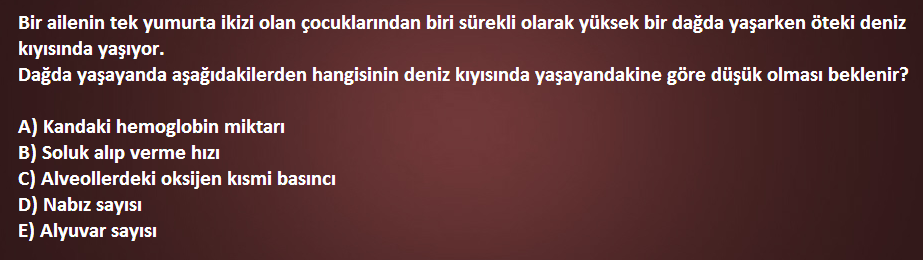 Bir ailenin tek yumurta ikizi olan çocuklarından biri sürekli olarak yüksek bir dağda yaşarken öteki deniz
kıyısında yaşıyor.
Dağda yaşayanda aşağıdakilerden hangisinin deniz kıyısında yaşayandakine göre düşük olması beklenir?
A) Kandaki hemoglobin miktarı
B) Soluk alıp verme hızı
C) Alveollerdeki oksijen kısmi basıncı
D) Nabız sayısı
E) Alyuvar sayısı